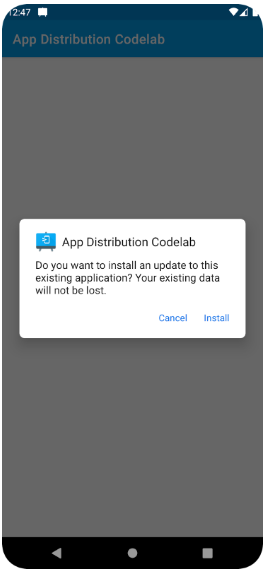 12:47
App Distribution Codelab
App Distribution Codelab
Do you want to install an update to this
existing application? Your existing data
will not be lost.
Cancel Install